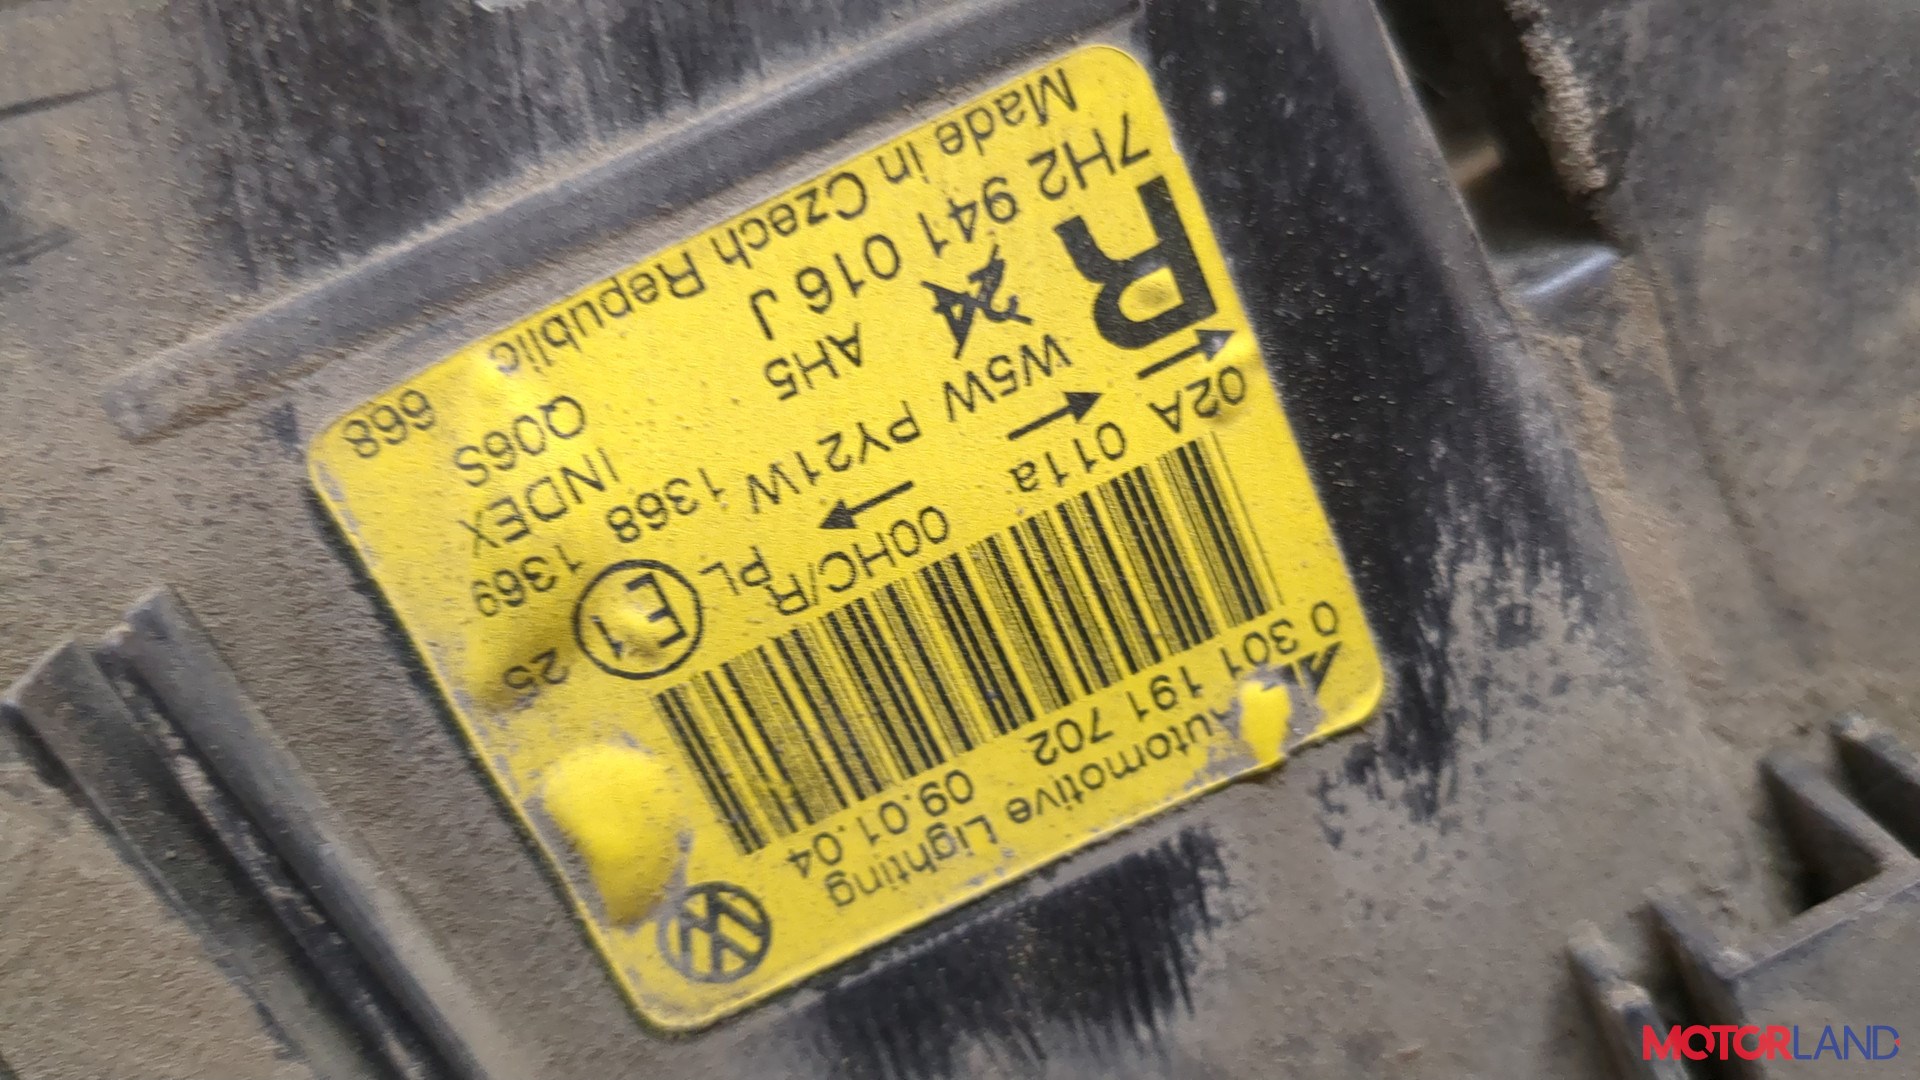 Automotive Lighting
0 301 191 702 09.01.04
02A 011a 00HC/R PL E1 25
W5W PY21W 1368 1369
R 24 AH5 INDEX
7H2 941 016 J Q06S
Made in Czech Republic 668
MOTORLAND